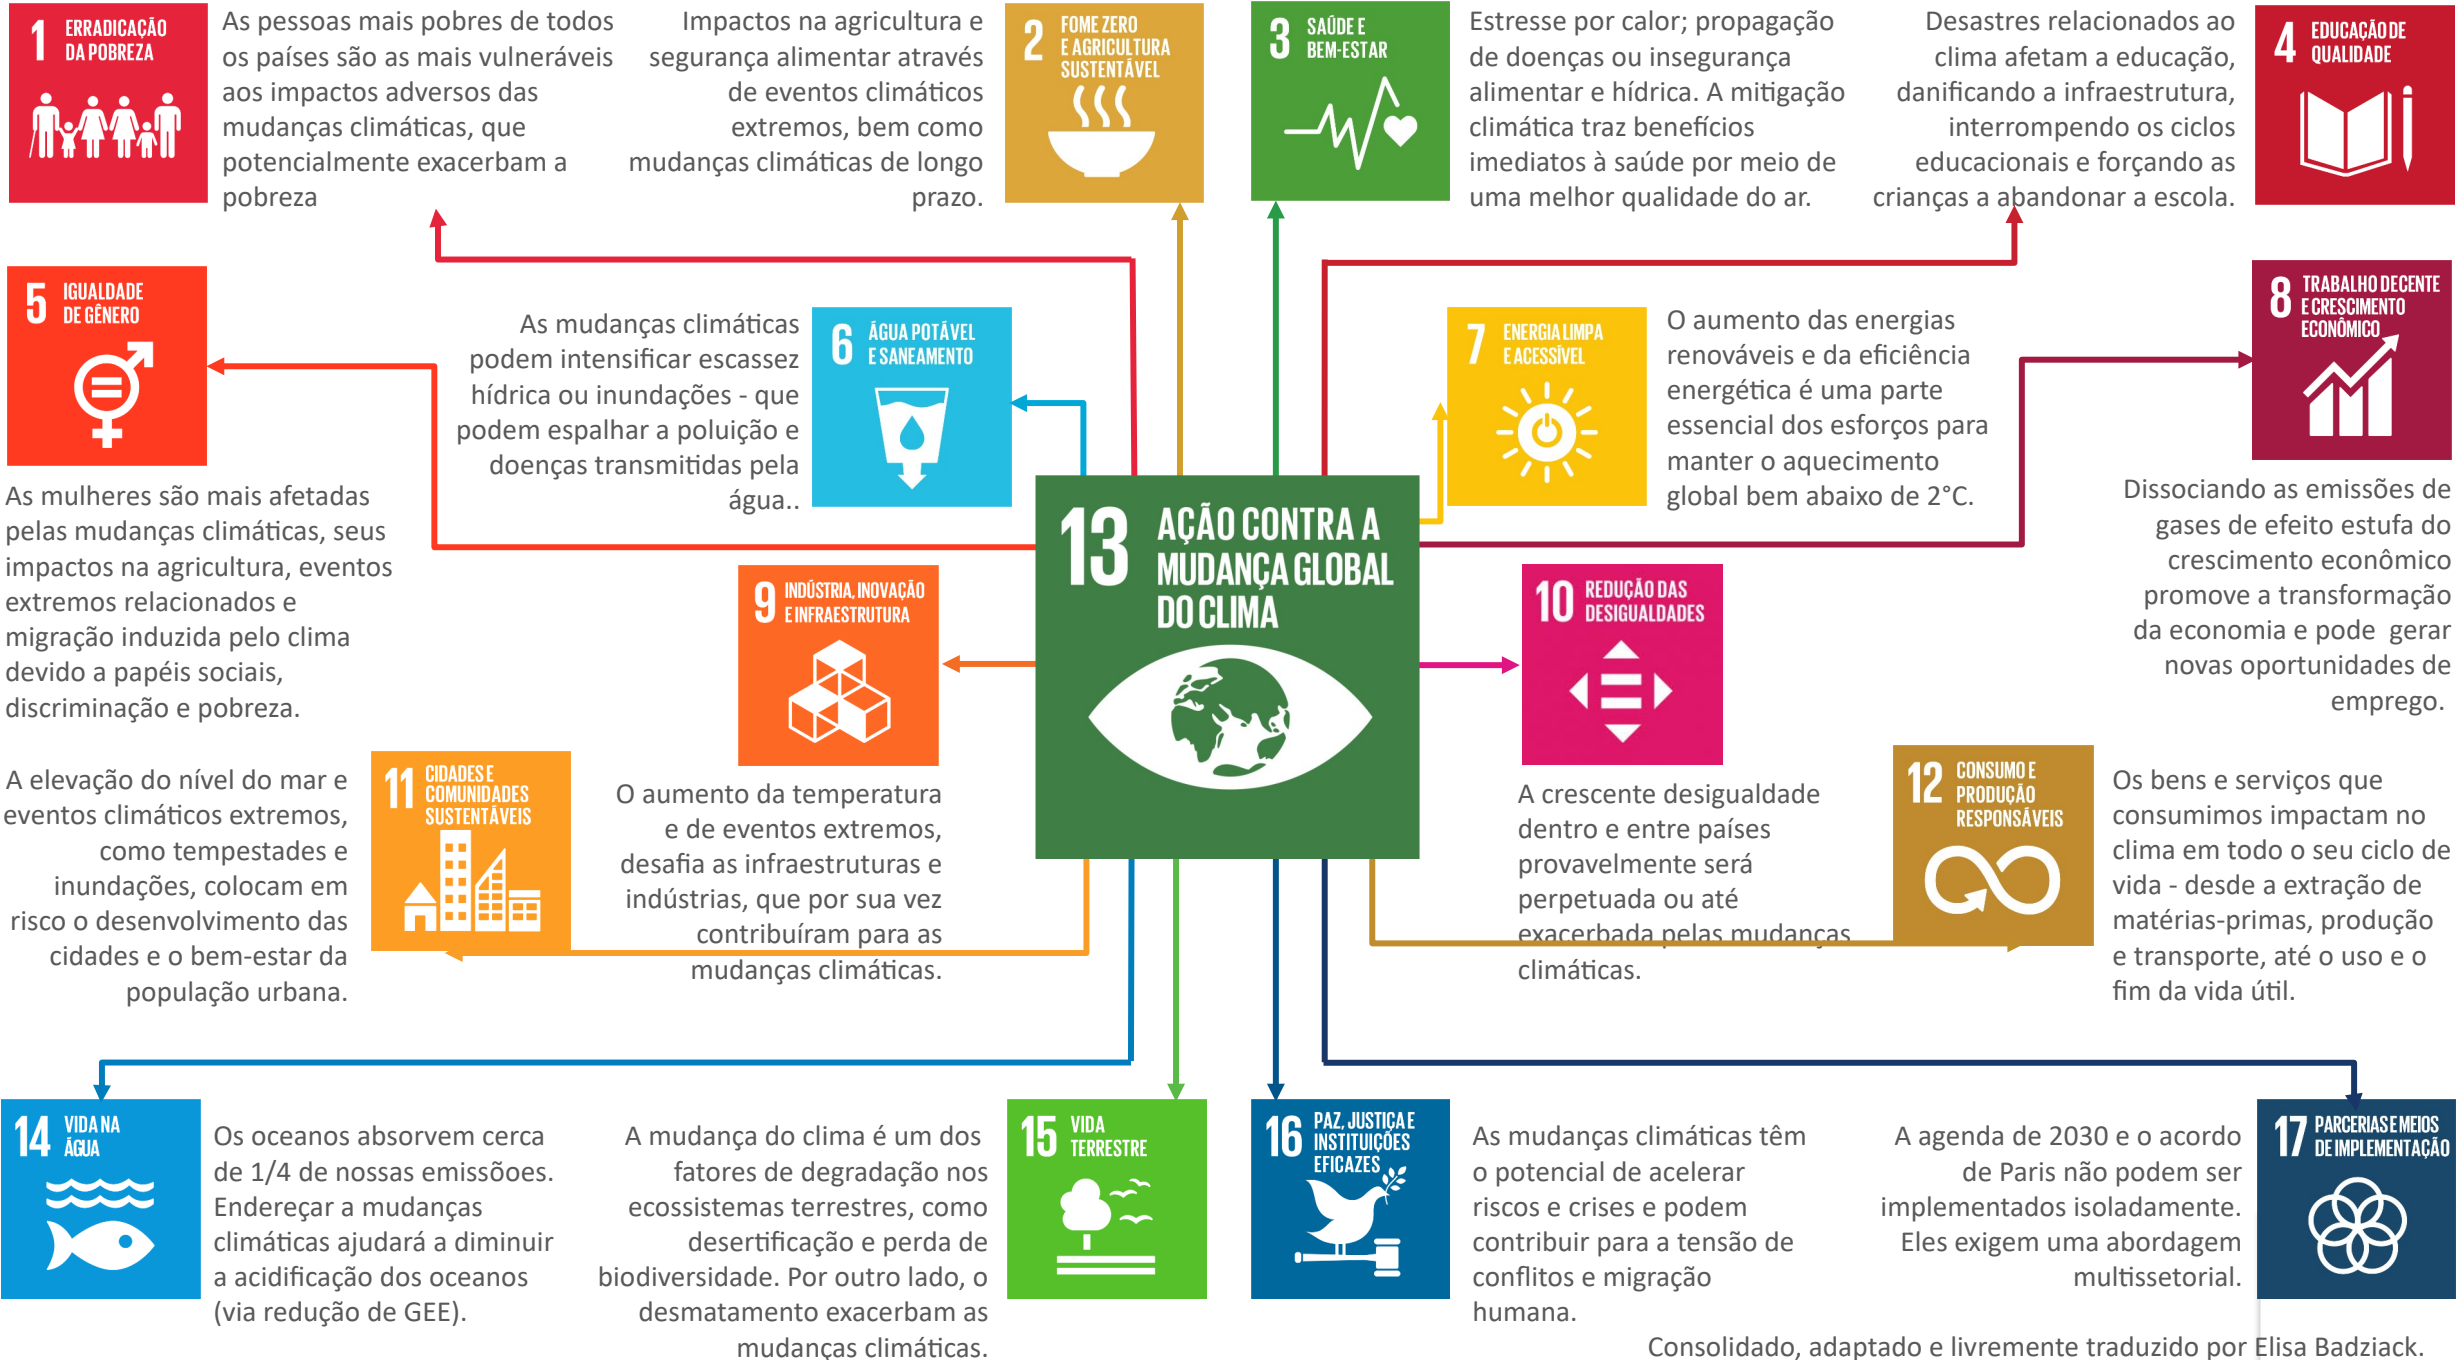 1 ERRADICAÇÃO
DA POBREZA
As pessoas mais pobres de todos
os países são as mais vulneráveis
aos impactos adversos das
mudanças climáticas, que
potencialmente exacerbam a
pobreza
Impactos na agricultura e
segurança alimentar através
de eventos climáticos
extremos, bem como
mudanças climáticas de longo
prazo.
2 FOME ZERO
E AGRICULTURA
SUSTENTÁVEL
3 SAÚDE E
BEM-ESTAR
Estresse por calor; propagação
de doenças ou insegurança
alimentar e hídrica. A mitigação
climática traz benefícios
imediatos à saúde por meio de
uma melhor qualidade do ar.
Desastres relacionados ao
clima afetam a educação,
danificando a infraestrutura,
interrompendo os ciclos
educacionais e forçando as
crianças a abandonar a escola.
4 EDUCAÇÃO DE
QUALIDADE
5 IGUALDADE
DE GÊNERO
As mulheres são mais afetadas
pelas mudanças climáticas, seus
impactos na agricultura, eventos
extremos relacionados e
migração induzida pelo clima
devido a papéis sociais,
discriminação e pobreza.
As mudanças climáticas
podem intensificar escassez
hídrica ou inundações - que
podem espalhar a poluição e
doenças transmitidas pela
água..
6 ÁGUA POTÁVEL
E SANEAMENTO
7 ENERGIA LIMPA
E ACESSÍVEL
O aumento das energias
renováveis e da eficiência
energética é uma parte
essencial dos esforços para
manter o aquecimento
global bem abaixo de 2°C.
8 TRABALHO DECENTE
E CRESCIMENTO
ECONÔMICO
Dissociando as emissões de
gases de efeito estufa do
crescimento econômico
promove a transformação
da economia e pode gerar
novas oportunidades de
emprego.
13 AÇÃO CONTRA A
MUDANÇA GLOBAL
DO CLIMA
9 INDÚSTRIA, INOVAÇÃO
E INFRAESTRUTURA
O aumento da temperatura
e de eventos extremos,
desafia as infraestruturas e
indústrias, que por sua vez
contribuíram para as
mudanças climáticas.
10 REDUÇÃO DAS
DESIGUALDADES
A crescente desigualdade
dentro e entre países
provavelmente será
perpetuada ou até
exacerbada pelas mudanças
climáticas.
A elevação do nível do mar e
eventos climáticos extremos,
como tempestades e
inundações, colocam em
risco o desenvolvimento das
cidades e o bem-estar da
população urbana.
11 CIDADES E
COMUNIDADES
SUSTENTÁVEIS
12 CONSUMO E
PRODUÇÃO
RESPONSÁVEIS
Os bens e serviços que
consumimos impactam no
clima em todo o seu ciclo de
vida - desde a extração de
matérias-primas, produção
e transporte, até o uso e o
fim da vida útil.
14 VIDA NA
ÁGUA
Os oceanos absorvem cerca
de 1/4 de nossas emissõoes.
Endereçar a mudanças
climáticas ajudará a diminuir
a acidificação dos oceanos
(via redução de GEE).
A mudança do clima é um dos
fatores de degradação nos
ecossistemas terrestres, como
desertificação e perda de
biodiversidade. Por outro lado, o
desmatamento exacerbam as
mudanças climáticas.
15 VIDA
TERRESTRE
16 PAZ, JUSTIÇA E
INSTITUIÇÕES
EFICAZES
As mudanças climáticas têm
o potencial de acelerar
riscos e crises e podem
contribuir para a tensão de
conflitos e migração
humana.
A agenda de 2030 e o acordo
de Paris não podem ser
implementados isoladamente.
Eles exigem uma abordagem
multissetorial.
17 PARCERIAS E MEIOS
DE IMPLEMENTAÇÃO
Consolidado, adaptado e livremente traduzido por Elisa Badziack.